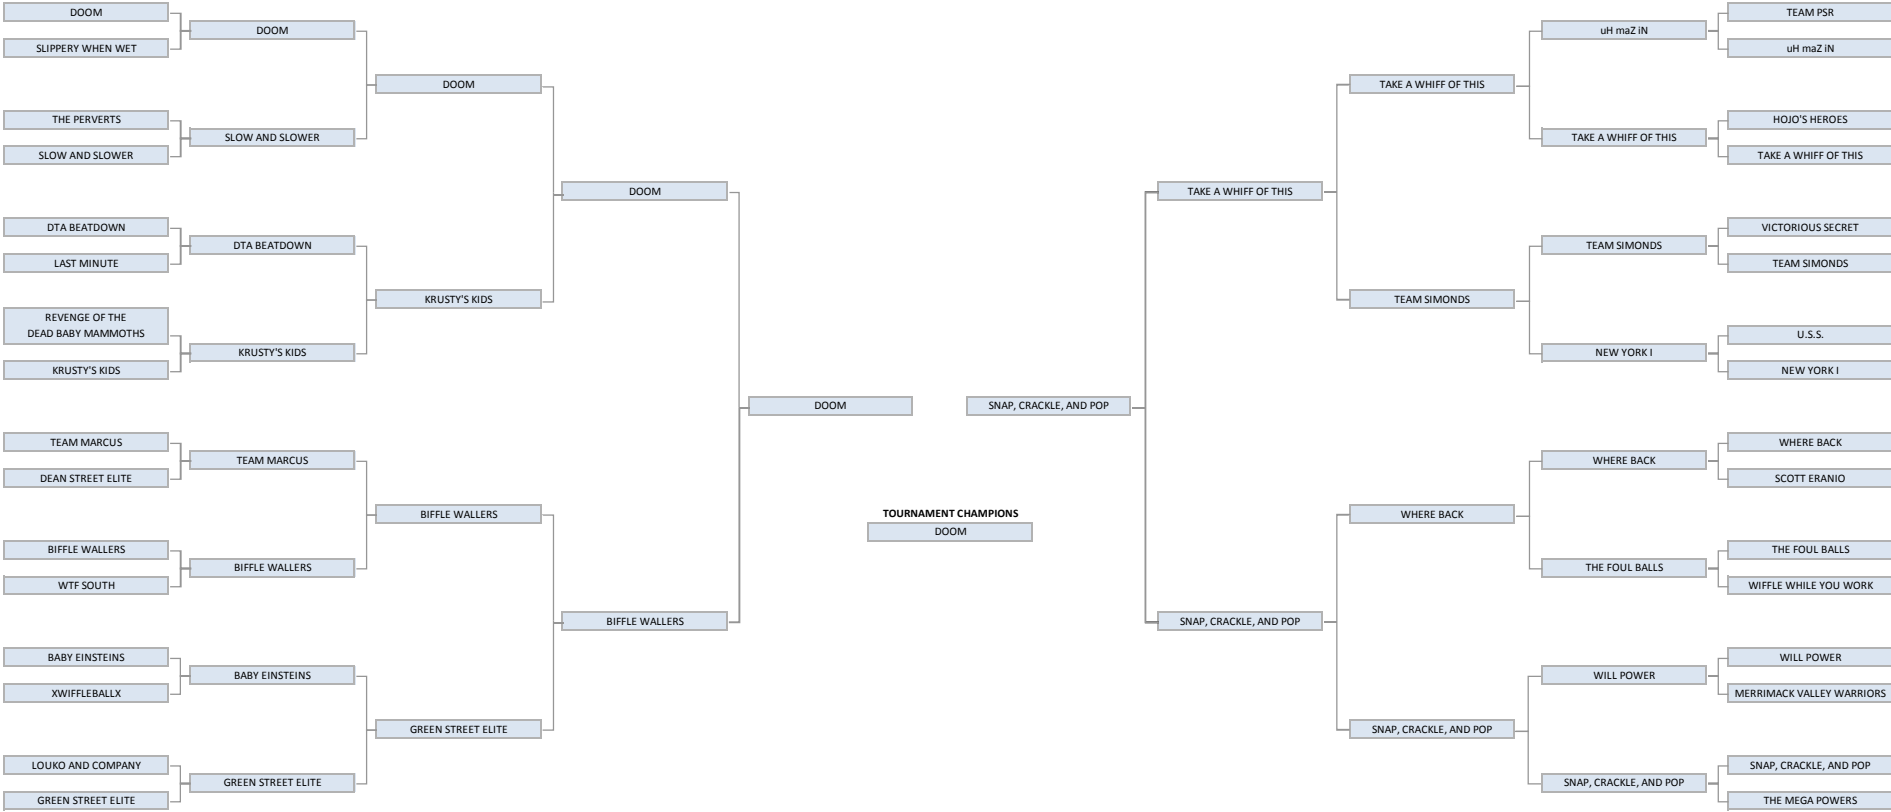 DOOM
SLIPPERY WHEN WET
THE PERVERTS
SLOW AND SLOWER
DTA BEATDOWN
LAST MINUTE
REVENGE OF THE
DEAD BABY MAMMOTHS
KRUSTY'S KIDS
TEAM MARCUS
DEAN STREET ELITE
BIFFLE WALLERS
WTF SOUTH
BABY EINSTEINS
XWIFFLEBALLX
LOUKO AND COMPANY
GREEN STREET ELITE
DOOM
SLOW AND SLOWER
DTA BEATDOWN
KRUSTY'S KIDS
TEAM MARCUS
BIFFLE WALLERS
BABY EINSTEINS
GREEN STREET ELITE
DOOM
KRUSTY'S KIDS
BIFFLE WALLERS
GREEN STREET ELITE
DOOM
BIFFLE WALLERS
DOOM
TOURNAMENT CHAMPIONS
DOOM
SNAP, CRACKLE, AND POP
TAKE A WHIFF OF THIS
SNAP, CRACKLE, AND POP
TAKE A WHIFF OF THIS
TEAM SIMONDS
WHERE BACK
SNAP, CRACKLE, AND POP
uH maZ iN
TAKE A WHIFF OF THIS
TEAM SIMONDS
NEW YORK I
WHERE BACK
THE FOUL BALLS
WILL POWER
SNAP, CRACKLE, AND POP
TEAM PSR
uH maZ iN
HOJO'S HEROES
TAKE A WHIFF OF THIS
VICTORIOUS SECRET
TEAM SIMONDS
U.S.S.
NEW YORK I
WHERE BACK
SCOTT ERANIO
THE FOUL BALLS
WIFFLE WHILE YOU WORK
WILL POWER
MERRIMACK VALLEY WARRIORS
SNAP, CRACKLE, AND POP
THE MEGA POWERS